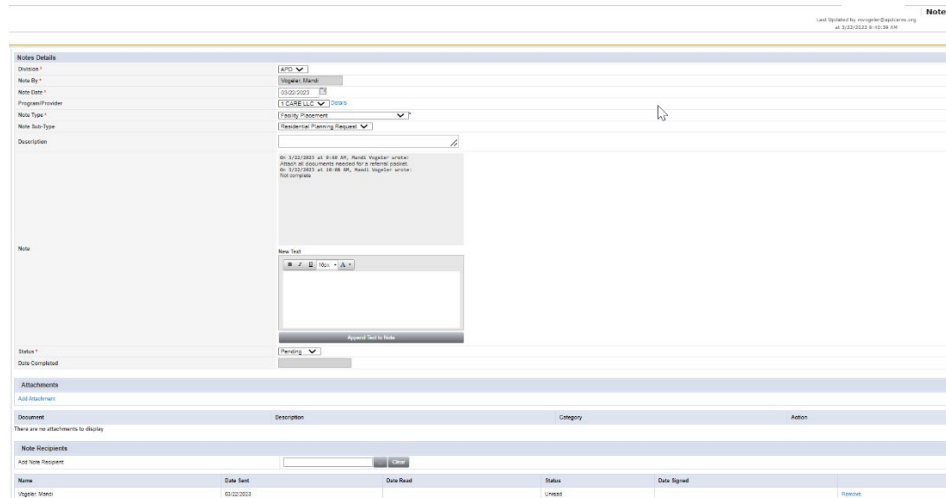 Note
Last Updated by mvogeler@apdcares.org
at 3/22/2023 9:40:39 AM
Notes Details
Division * APD
Note By * Vogeler, Mandi
Note Date * 03/22/2023
Program/Provider 1 CARE LLC Details
Note Type * Facility Placement *
Note Sub-Type Residential Planning Request
Description
On 3/22/2023 at 9:40 AM, Mandi Vogeler wrote:
Attach all documents needed for a referral packet.
On 3/22/2023 at 10:08 AM, Mandi Vogeler wrote:
Not complete
Note
New Text
B I U 16px A
Append Text to Note
Status * Pending
Date Completed
Attachments
Add Attachment
Document Description Category Action
There are no attachments to display
Note Recipients
Add Note Recipient Clear
Name Date Sent Date Read Status Date Signed
Vogeler, Mandi 03/22/2023 Unread Remove